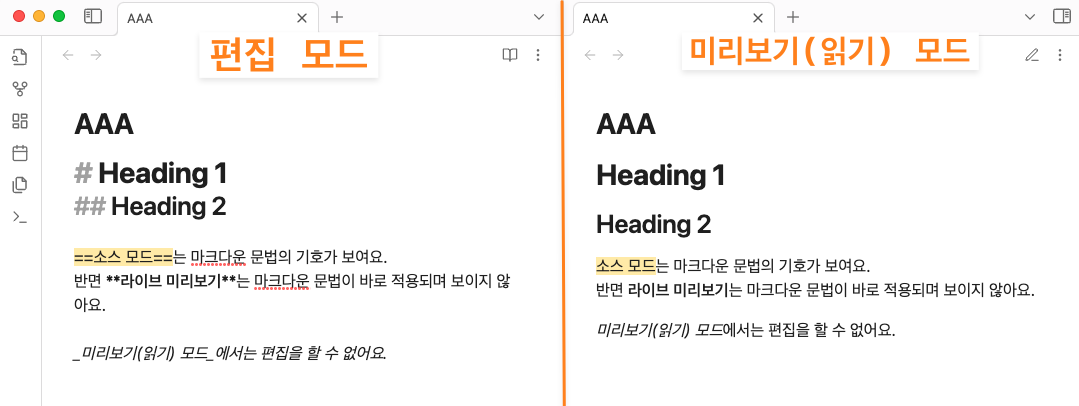 AAA
편집 모드
AAA
# Heading 1
## Heading 2
==소스 모드==는 마크다운 문법의 기호가 보여요.
반면 **라이브 미리보기**는 마크다운 문법이 바로 적용되며 보이지 않
아요.
_미리보기(읽기) 모드_에서는 편집을 할 수 없어요.
AAA
미리보기(읽기) 모드
AAA
Heading 1
Heading 2
소스 모드는 마크다운 문법의 기호가 보여요.
반면 라이브 미리보기는 마크다운 문법이 바로 적용되며 보이지 않아요.
미리보기(읽기) 모드에서는 편집을 할 수 없어요.